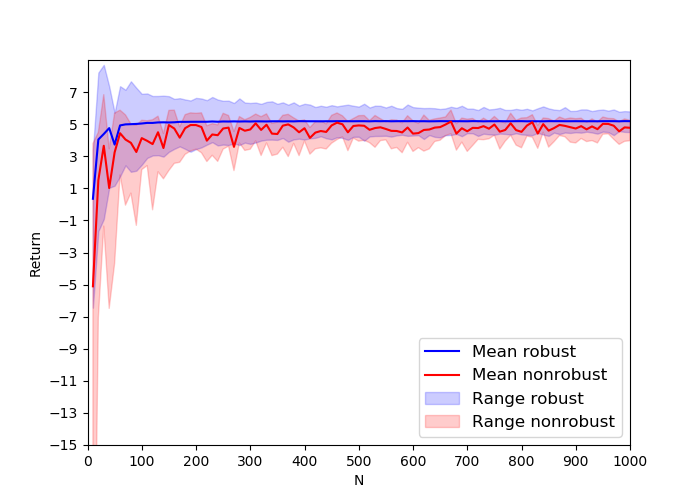 7
5
3
1
−1
−3
−5
−7
−9
−11
−13
−15
Return
0 100 200 300 400 500 600 700 800 900 1000
N
Mean robust
Mean nonrobust
Range robust
Range nonrobust